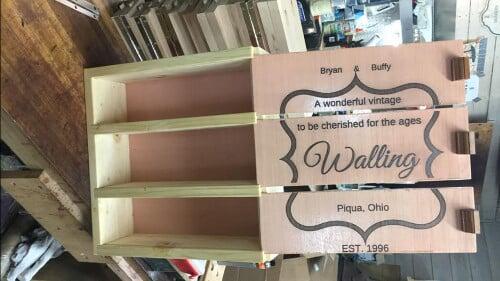 Bryan & Buffy
A wonderful vintage
to be cherished for the ages
Walling
Piqua, Ohio
EST. 1996